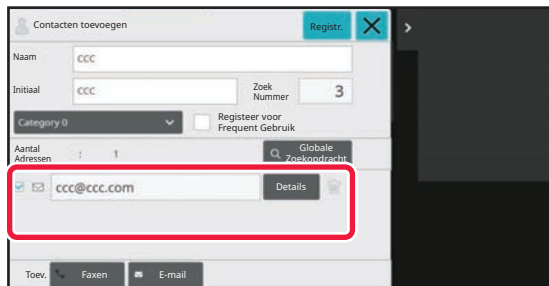 Contacten toevoegen
Registr.
Naam
ccc
Initiaal
ccc
Zoek
Nummer
3
Category 0
Registeer voor
Frequent Gebruik
Aantal
Adressen
:
1
Globale
Zoekopdracht
ccc@ccc.com
Details
Toev.
Faxen
E-mail